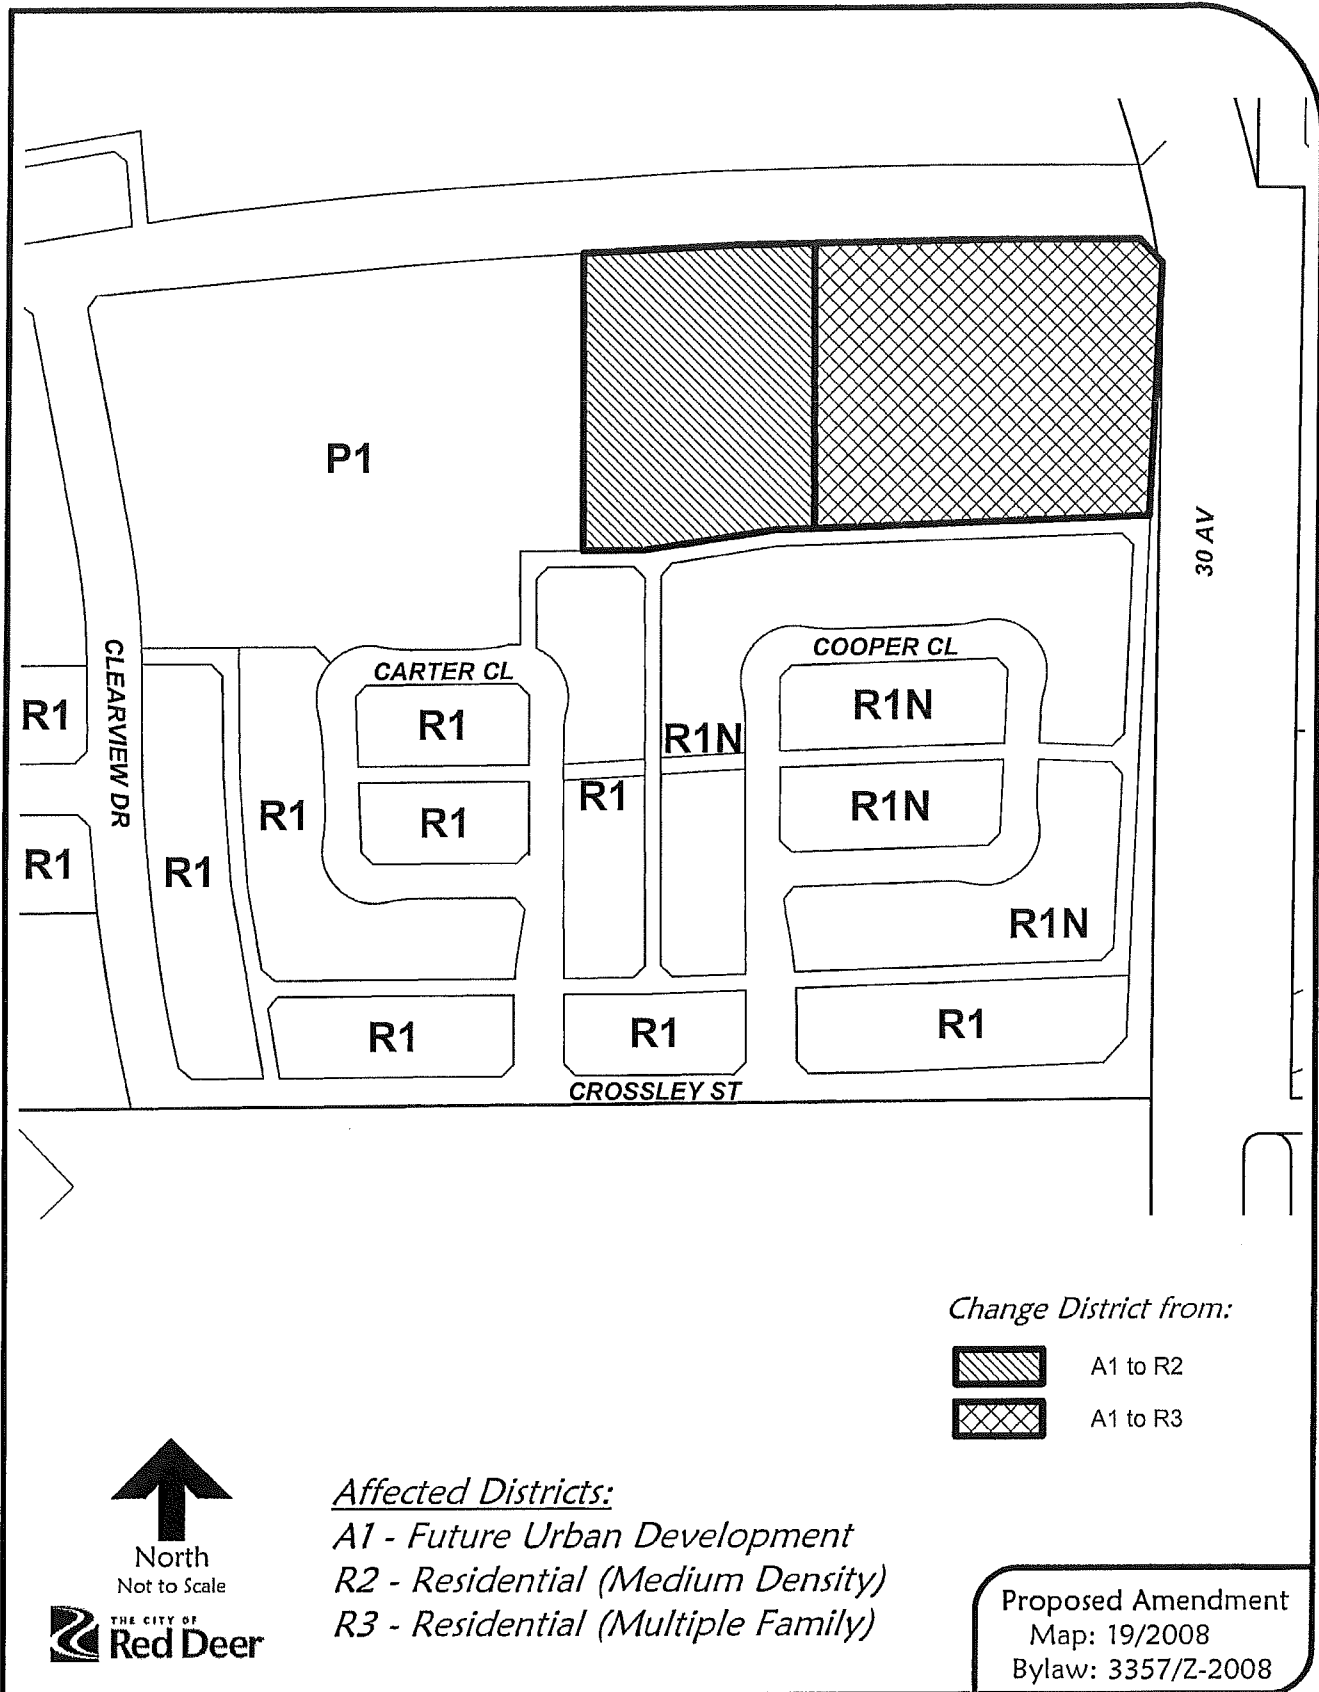 P1
30 AV
CLEARVIEW DR
CARTER CL
COOPER CL
R1
R1
R1N
R1N
R1
R1
R1
R1N
R1
R1
R1
R1N
R1
R1
R1
CROSSLEY ST
Change District from:
A1 to R2
A1 to R3
North
Not to Scale
THE CITY OF
Red Deer
Affected Districts:
A1 - Future Urban Development
R2 - Residential (Medium Density)
R3 - Residential (Multiple Family)
Proposed Amendment
Map: 19/2008
Bylaw: 3357/Z-2008